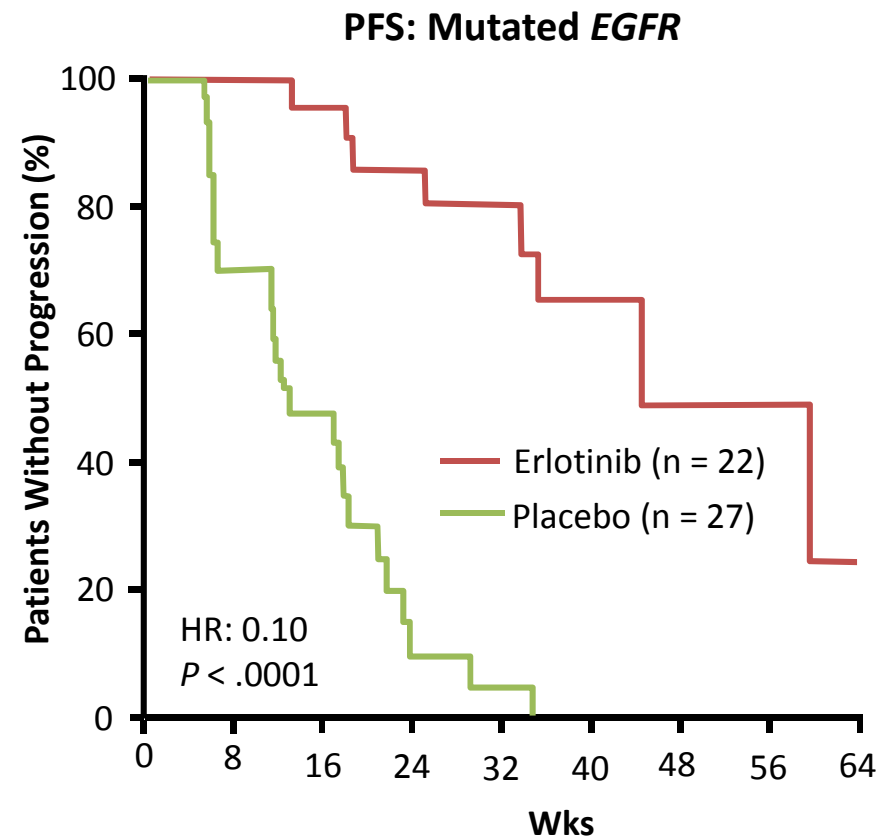 PFS: Mutated EGFR
Patients Without Progression (%)
100
80
60
40
20
0
Erlotinib (n = 22)
Placebo (n = 27)
HR: 0.10
P < .0001
0 8 16 24 32 40 48 56 64
Wks